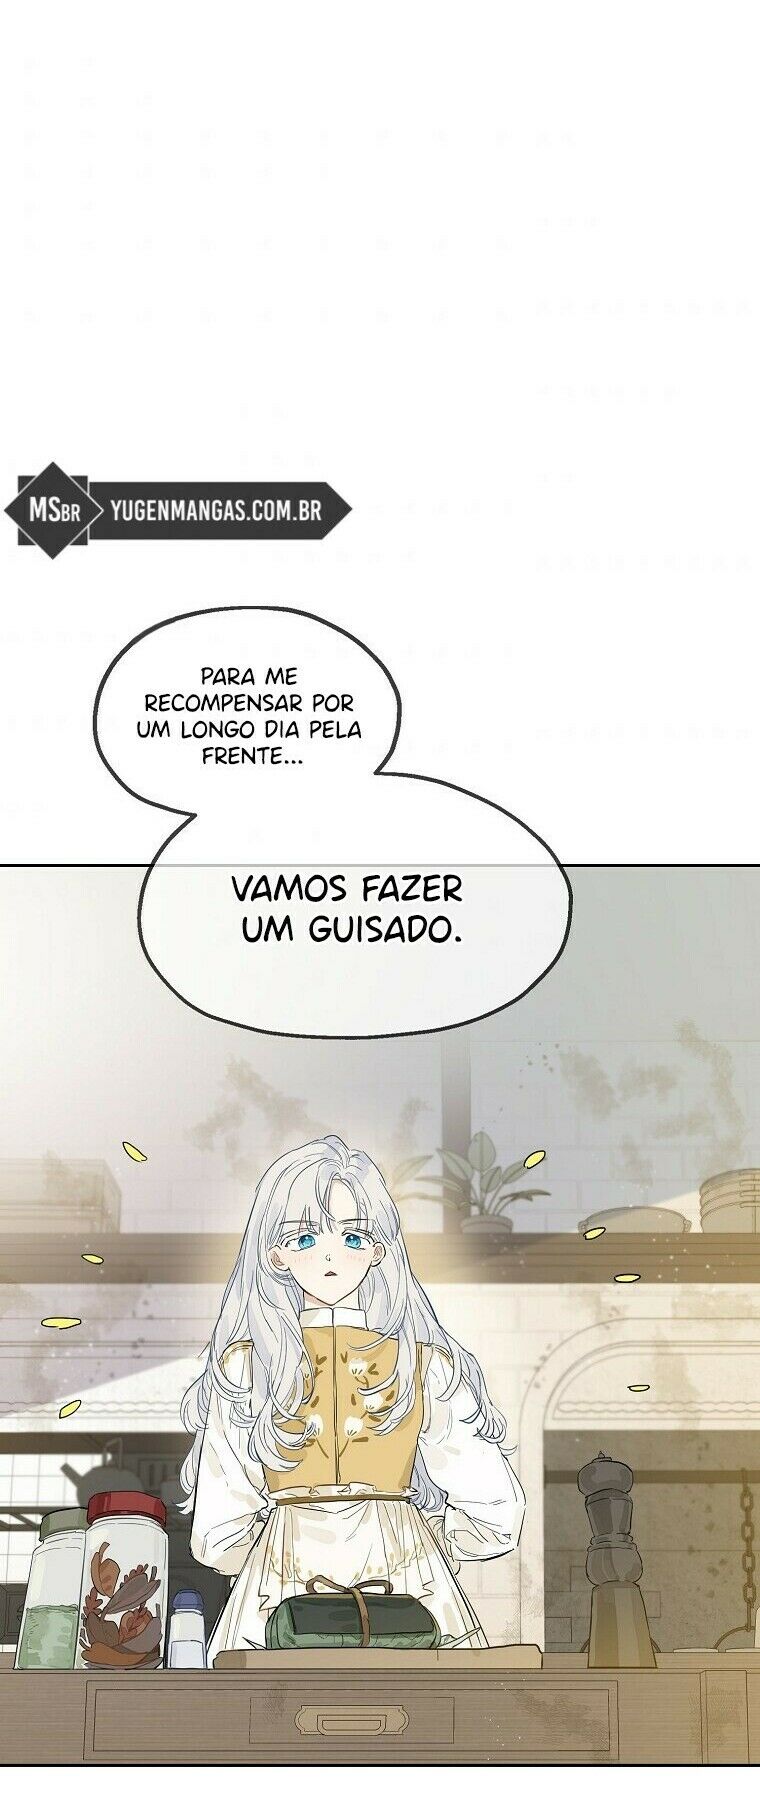 MSBR YUGENMANGAS.COM.BR
PARA ME
RECOMPENSAR POR
UM LONGO DIA PELA
FRENTE...
VAMOS FAZER
UM GUISADO.